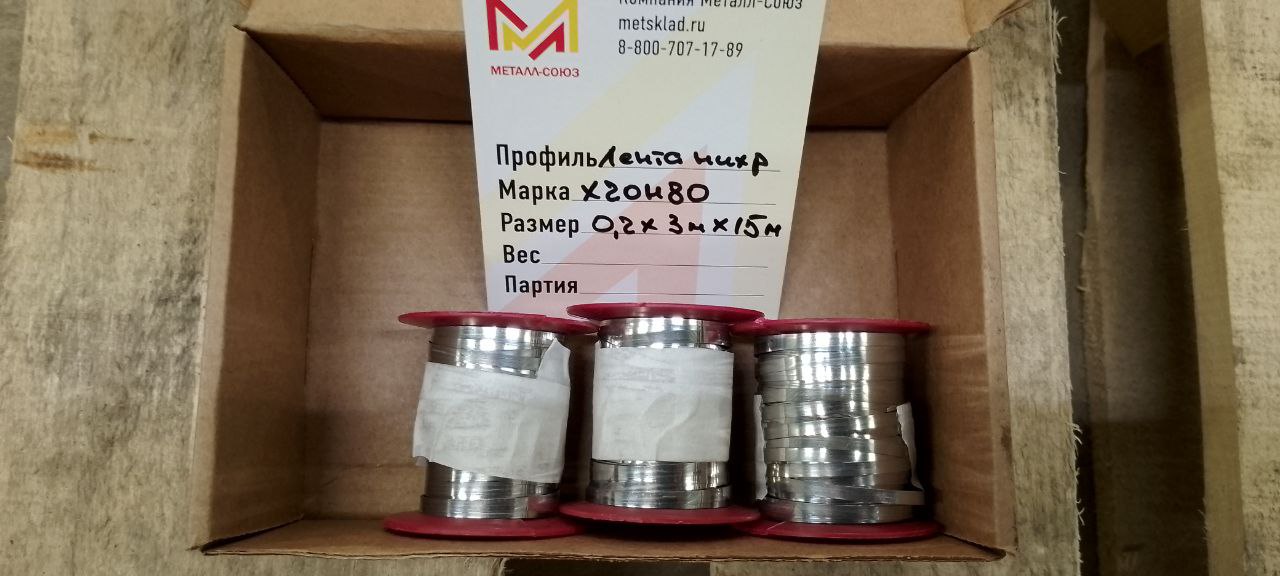 Компания Металл-Союз
metsklad.ru
8-800-707-17-89
МЕТАЛЛ-СОЮЗ
Профиль Лента нихр
Марка Х20Н80
Размер 0,2х3мх15м
Вес
Партия